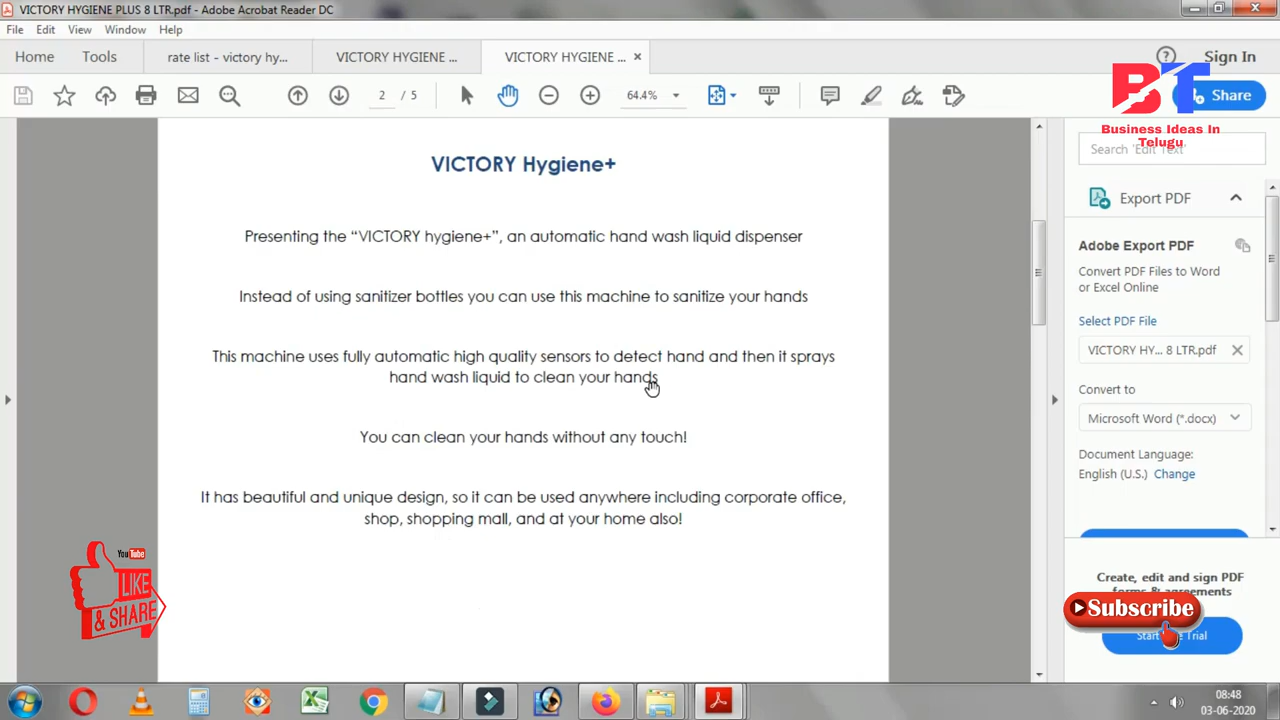 VICTORY HYGIENE PLUS 8 LTR.pdf - Adobe Acrobat Reader DC
File Edit View Window Help
Home Tools rate list - victory hy... VICTORY HYGIENE ... VICTORY HYGIENE ... Sign In
2 / 5 64.4% Share
BT
Business Ideas In
Telugu
Search 'Edit Text'
VICTORY Hygiene+
Presenting the “VICTORY hygiene+”, an automatic hand wash liquid dispenser
Instead of using sanitizer bottles you can use this machine to sanitize your hands
This machine uses fully automatic high quality sensors to detect hand and then it sprays
hand wash liquid to clean your hands
You can clean your hands without any touch!
It has beautiful and unique design, so it can be used anywhere including corporate office,
shop, shopping mall, and at your home also!
Export PDF
Adobe Export PDF
Convert PDF Files to Word
or Excel Online
Select PDF File
VICTORY HY... 8 LTR.pdf
Convert to
Microsoft Word (*.docx)
Document Language:
English (U.S.) Change
Create, edit and sign PDF
forms & agreements
Start Trial
YouTube
LIKE
& SHARE
Subscribe
08:48
03-06-2020